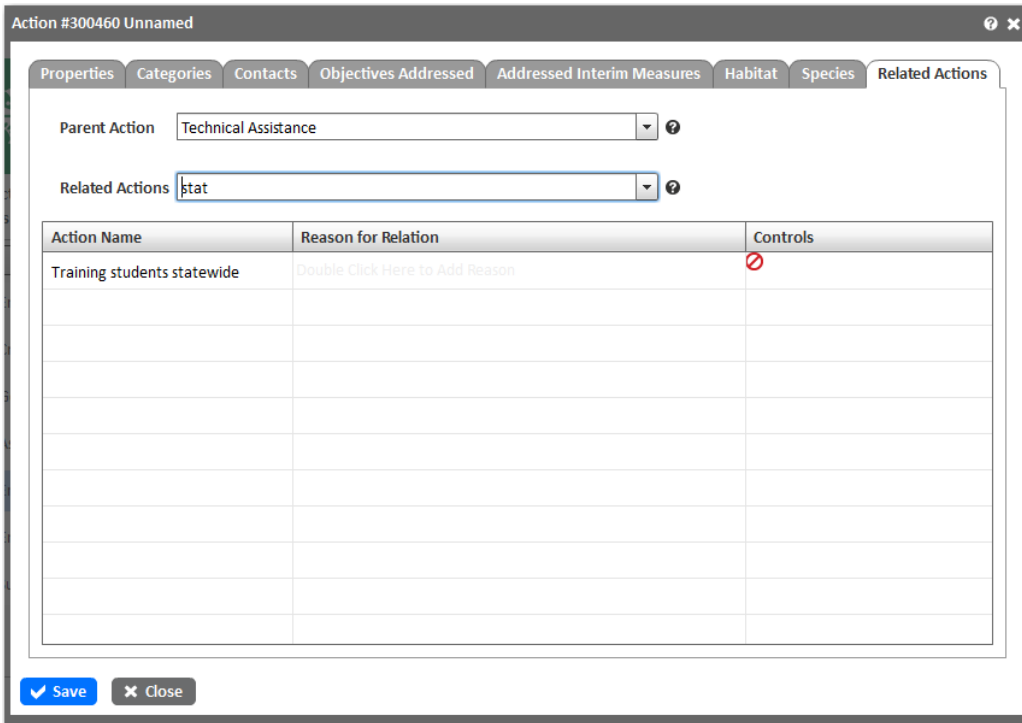 Action #300460 Unnamed
Properties Categories Contacts Objectives Addressed Addressed Interim Measures Habitat Species Related Actions
Parent Action Technical Assistance
Related Actions stat
Action Name Reason for Relation Controls
Training students statewide Double Click Here to Add Reason
Save Close